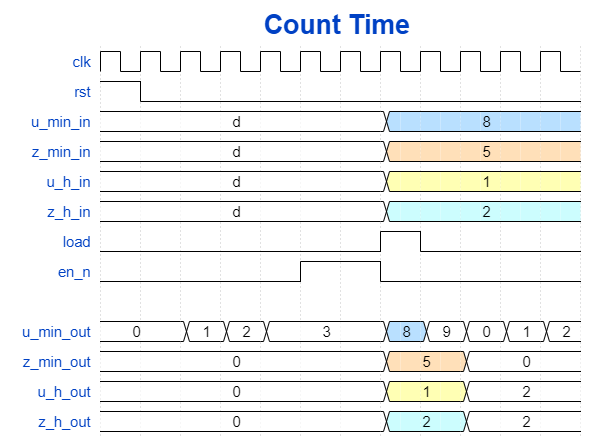 Count Time
clk
rst
u_min_in d 8
z_min_in d 5
u_h_in d 1
z_h_in d 2
load
en_n
u_min_out 0 1 2 3 8 9 0 1 2
z_min_out 0 5 0
u_h_out 0 1 2
z_h_out 0 2 2